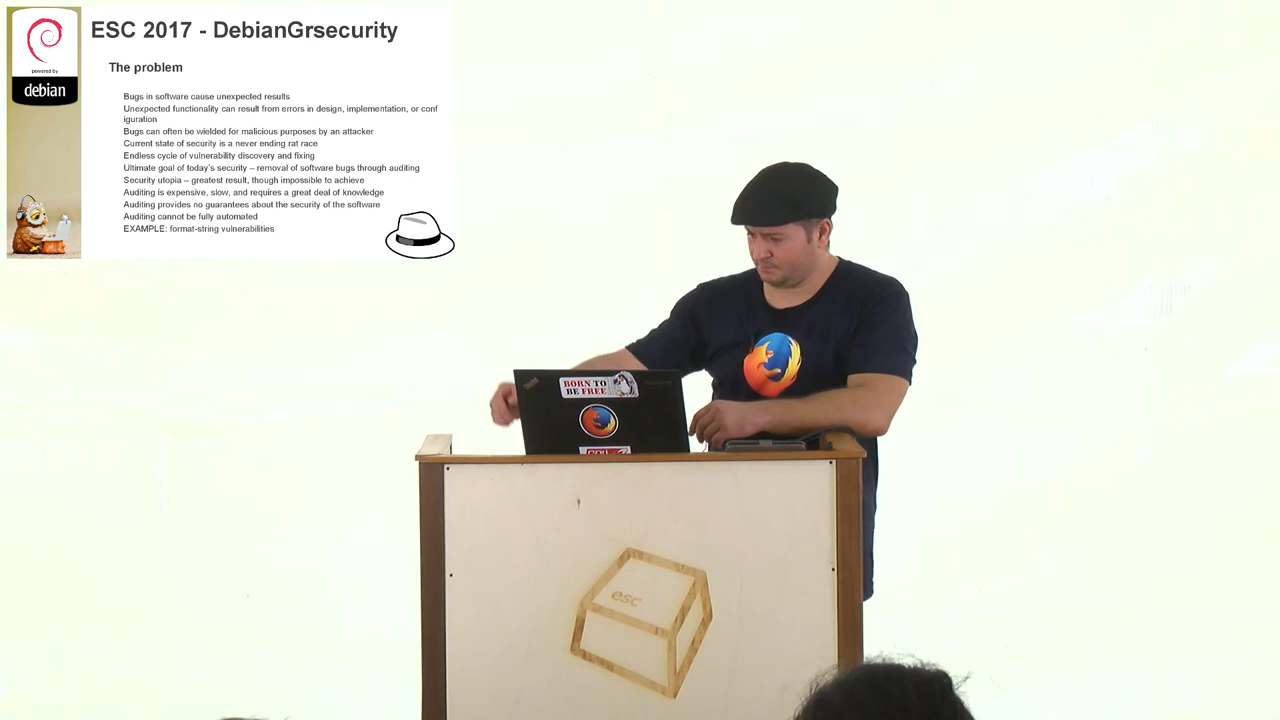 ESC 2017 - DebianGrsecurity
powered by
debian
The problem
Bugs in software cause unexpected results
Unexpected functionality can result from errors in design, implementation, or conf
iguration
Bugs can often be wielded for malicious purposes by an attacker
Current state of security is a never ending rat race
Endless cycle of vulnerability discovery and fixing
Ultimate goal of today's security – removal of software bugs through auditing
Security utopia – greatest result, though impossible to achieve
Auditing is expensive, slow, and requires a great deal of knowledge
Auditing provides no guarantees about the security of the software
Auditing cannot be fully automated
EXAMPLE: format-string vulnerabilities
BORN TO
BE FREE
esc